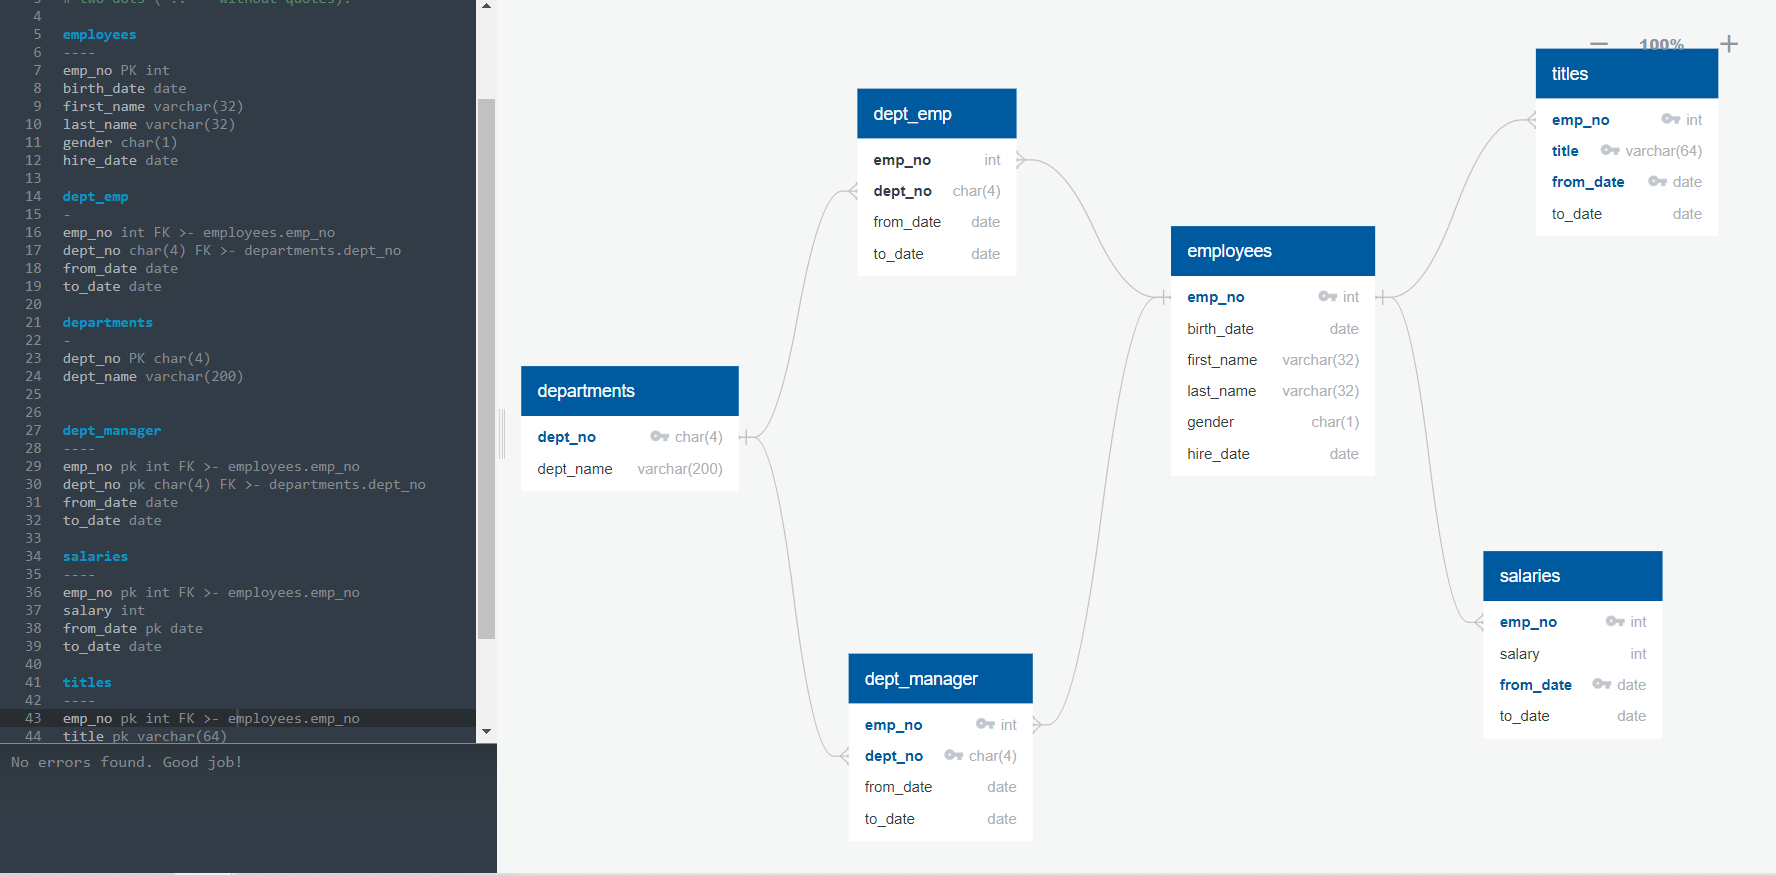 3 # two dots ( ".." without quotes).
4
5 employees
6 ----
7 emp_no PK int
8 birth_date date
9 first_name varchar(32)
10 last_name varchar(32)
11 gender char(1)
12 hire_date date
13
14 dept_emp
15 -
16 emp_no int FK >- employees.emp_no
17 dept_no char(4) FK >- departments.dept_no
18 from_date date
19 to_date date
20
21 departments
22 -
23 dept_no PK char(4)
24 dept_name varchar(200)
25
26
27 dept_manager
28 ----
29 emp_no pk int FK >- employees.emp_no
30 dept_no pk char(4) FK >- departments.dept_no
31 from_date date
32 to_date date
33
34 salaries
35 ----
36 emp_no pk int FK >- employees.emp_no
37 salary int
38 from_date pk date
39 to_date date
40
41 titles
42 ----
43 emp_no pk int FK >- employees.emp_no
44 title pk varchar(64)
No errors found. Good job!
100%
dept_emp
emp_no int
dept_no char(4)
from_date date
to_date date
titles
emp_no int
title varchar(64)
from_date date
to_date date
employees
emp_no int
birth_date date
first_name varchar(32)
last_name varchar(32)
gender char(1)
hire_date date
departments
dept_no char(4)
dept_name varchar(200)
salaries
emp_no int
salary int
from_date date
to_date date
dept_manager
emp_no int
dept_no char(4)
from_date date
to_date date